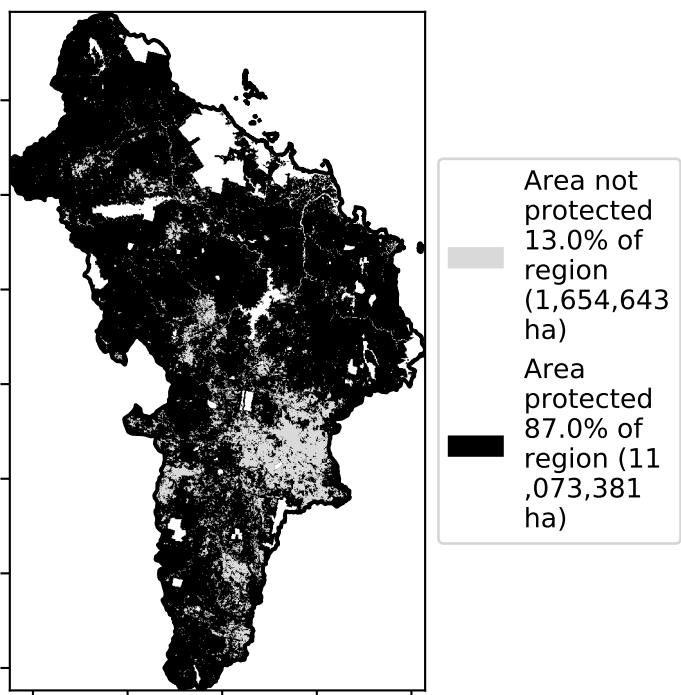 Area not
protected
13.0% of
region
(1,654,643
ha)
Area
protected
87.0% of
region (11
,073,381
ha)